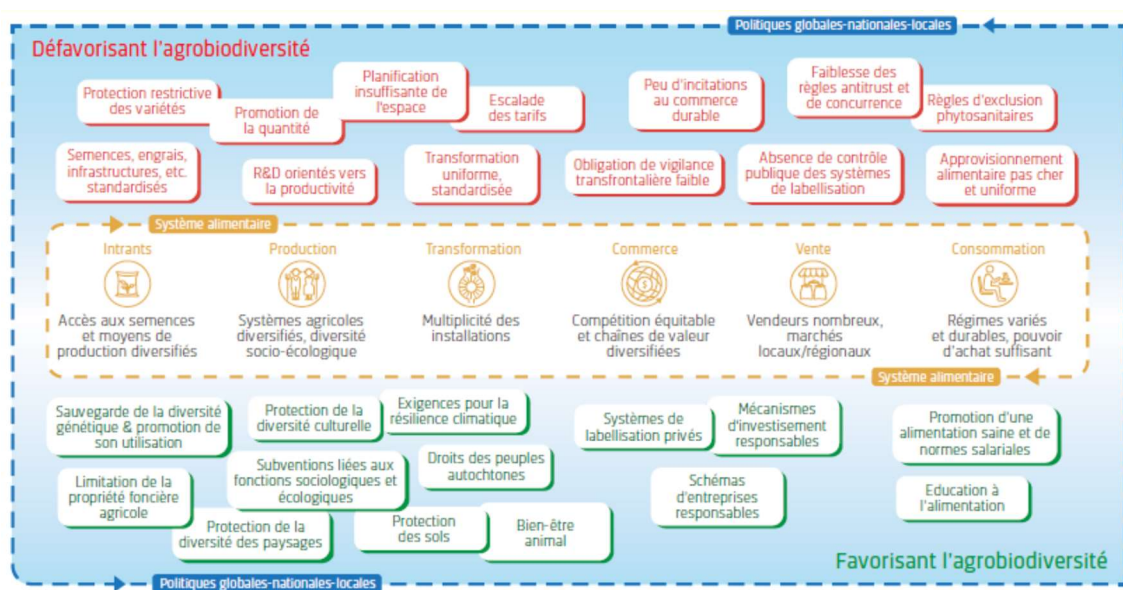 Politiques globales-nationales-locales
Défavorisant l'agrobiodiversité
Protection restrictive
des variétés
Promotion de
la quantité
Planification
insuffisante de
l'espace
Escalade
des tarifs
Peu d'incitations
au commerce
durable
Faiblesse des
règles antitrust et
de concurrence
Règles d'exclusion
phytosanitaires
Semences, engrais,
infrastructures, etc.
standardisés
R&D orientés vers
la productivité
Transformation
uniforme,
standardisée
Obligation de vigilance
transfrontalière faible
Absence de contrôle
publique des systèmes
de labellisation
Approvisionnement
alimentaire pas cher
et uniforme
Système alimentaire
Intrants
Accès aux semences
et moyens de
production diversifiés
Production
Systèmes agricoles
diversifiés, diversité
socio-écologique
Transformation
Multiplicité des
installations
Commerce
$
Compétition équitable
et chaînes de valeur
diversifiées
Vente
Vendeurs nombreux,
marchés
locaux/régionaux
Consommation
Régimes variés
et durables, pouvoir
d'achat suffisant
Système alimentaire
Sauvegarde de la diversité
génétique & promotion de
son utilisation
Protection de la
diversité culturelle
Exigences pour la
résilience climatique
Systèmes de
labellisation privés
Mécanismes
d'investisement
responsables
Promotion d'une
alimentation saine et de
normes salariales
Limitation de la
propriété foncière
agricole
Subventions liées aux
fonctions sociologiques et
écologiques
Droits des peuples
autochtones
Schémas
d'entreprises
responsables
Education à
l'alimentation
Protection de la
diversité des paysages
Protection
des sols
Bien-être
animal
Favorisant l'agrobiodiversité
Politiques globales-nationales-locales